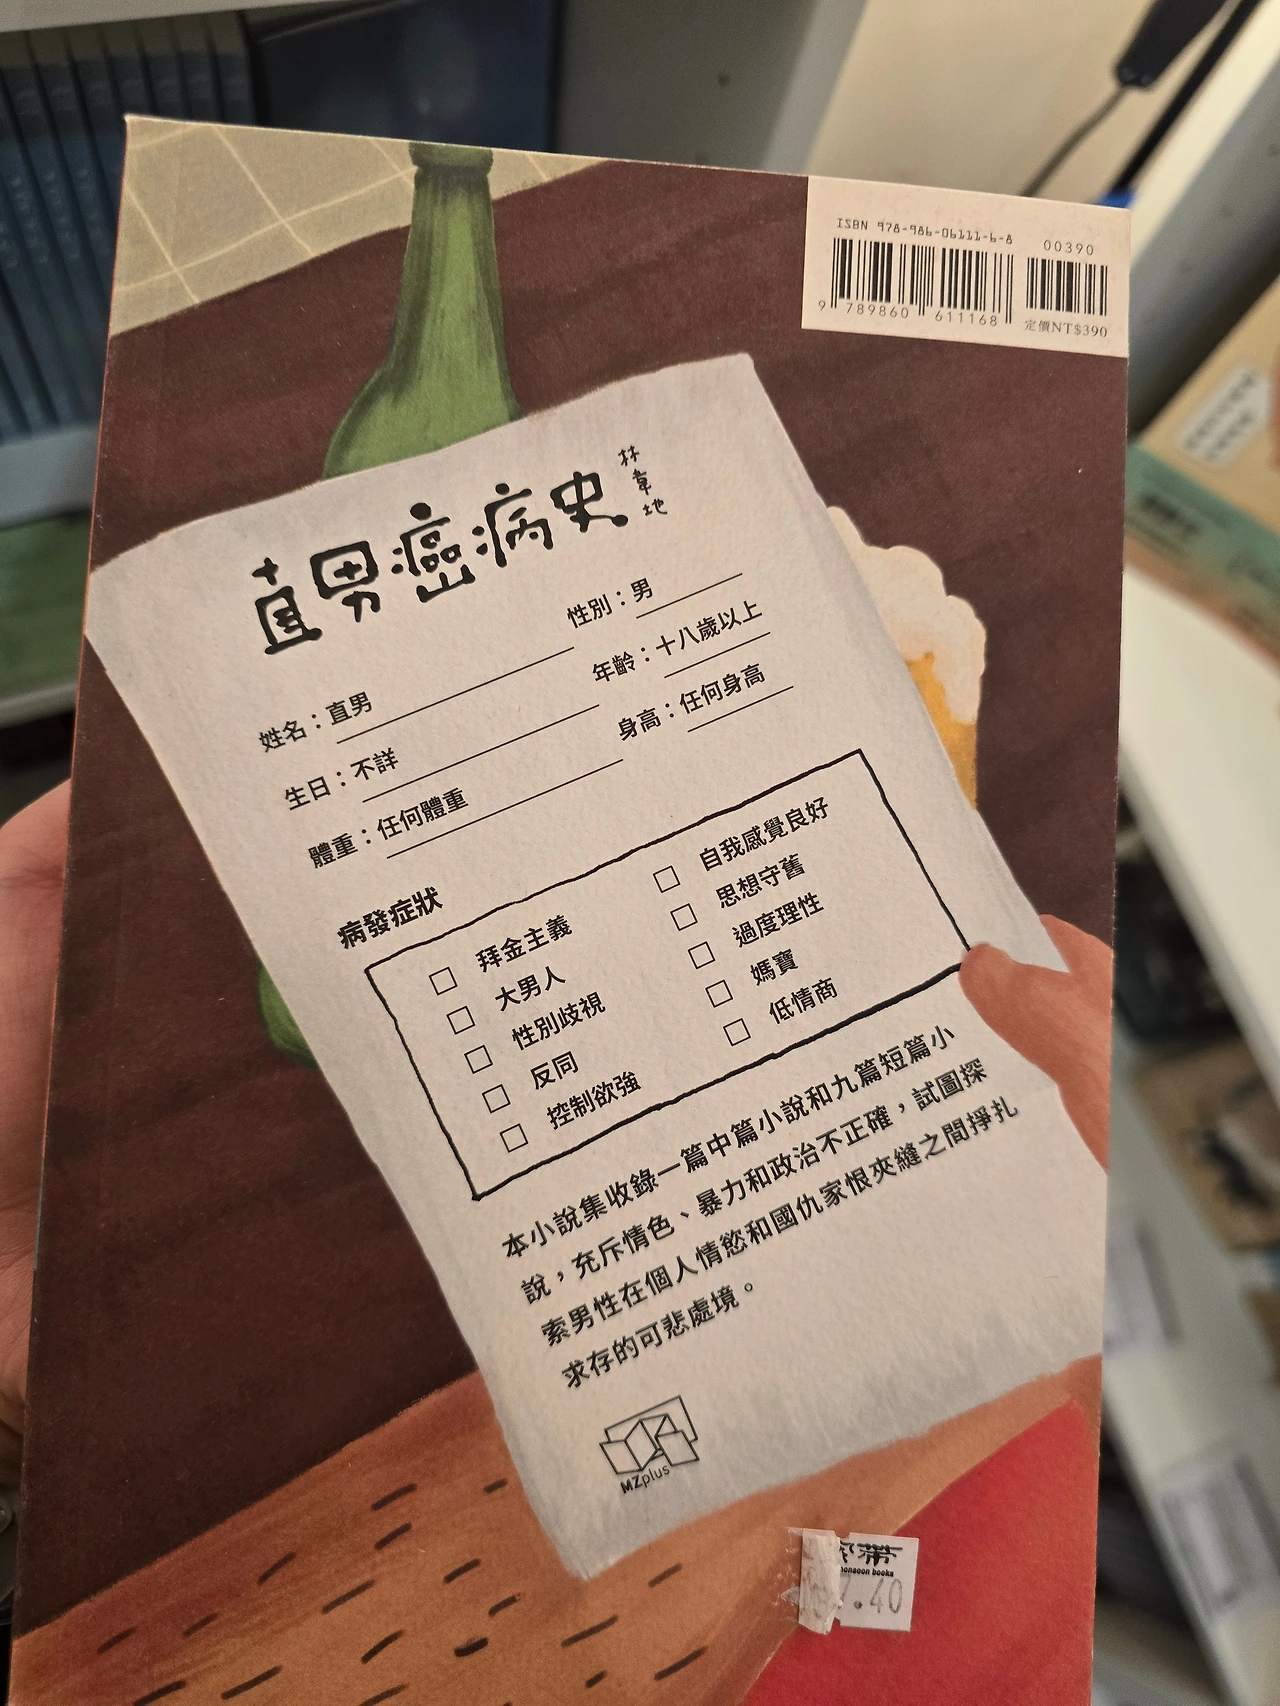 ISBN 978-986-06111-6-8
00390
9 789860 611168
定價NT$390
直男癌病史
林韋地
姓名：直男
性別：男
生日：不詳
年齡：十八歲以上
體重：任何體重
身高：任何身高
病發症狀
□ 拜金主義
□ 大男人
□ 性別歧視
□ 反同
□ 控制欲強
□ 自我感覺良好
□ 思想守舊
□ 過度理性
□ 媽寶
□ 低情商
本小說集收錄一篇中篇小說和九篇短篇小
說，充斥情色、暴力和政治不正確，試圖探
索男性在個人情慾和國仇家恨夾縫之間掙扎
求存的可悲處境。
MZplus
books
7.40